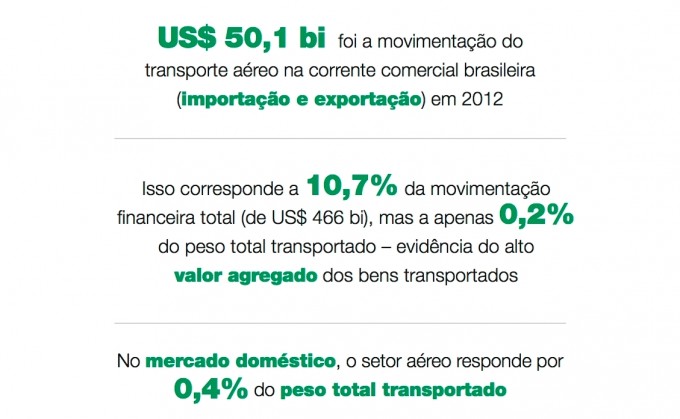 US$ 50,1 bi foi a movimentação do
transporte aéreo na corrente comercial brasileira
(importação e exportação) em 2012
Isso corresponde a 10,7% da movimentação
financeira total (de US$ 466 bi), mas a apenas 0,2%
do peso total transportado – evidência do alto
valor agregado dos bens transportados
No mercado doméstico, o setor aéreo responde por
0,4% do peso total transportado